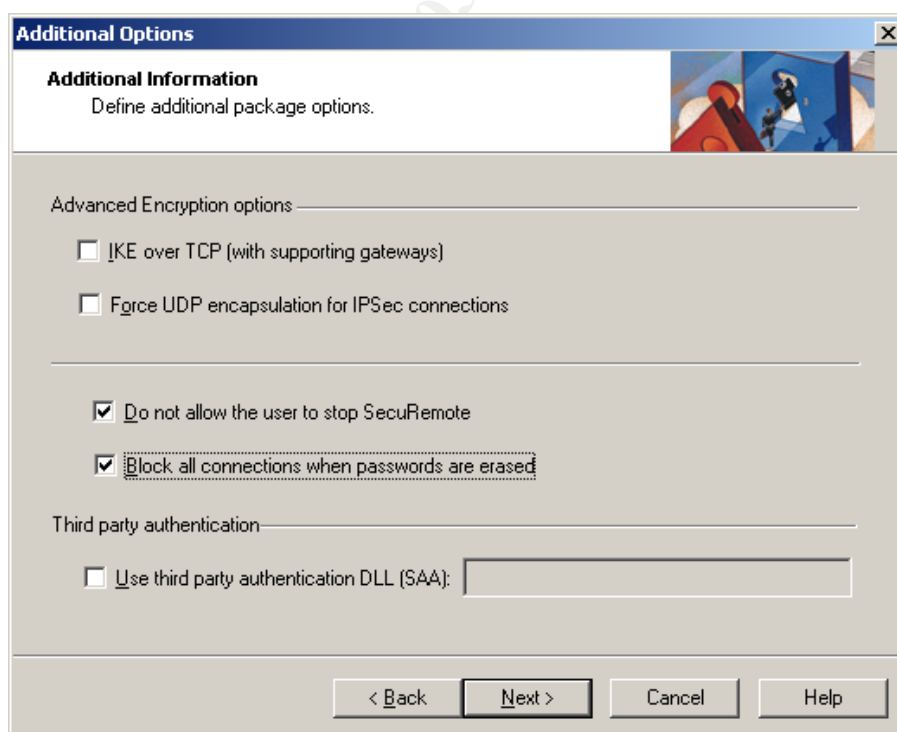 Additional Options
Additional Information
Define additional package options.
Advanced Encryption options
IKE over TCP (with supporting gateways)
Force UDP encapsulation for IPSec connections
Do not allow the user to stop SecuRemote
Block all connections when passwords are erased
Third party authentication
Use third party authentication DLL (SAA):
< Back
Next >
Cancel
Help